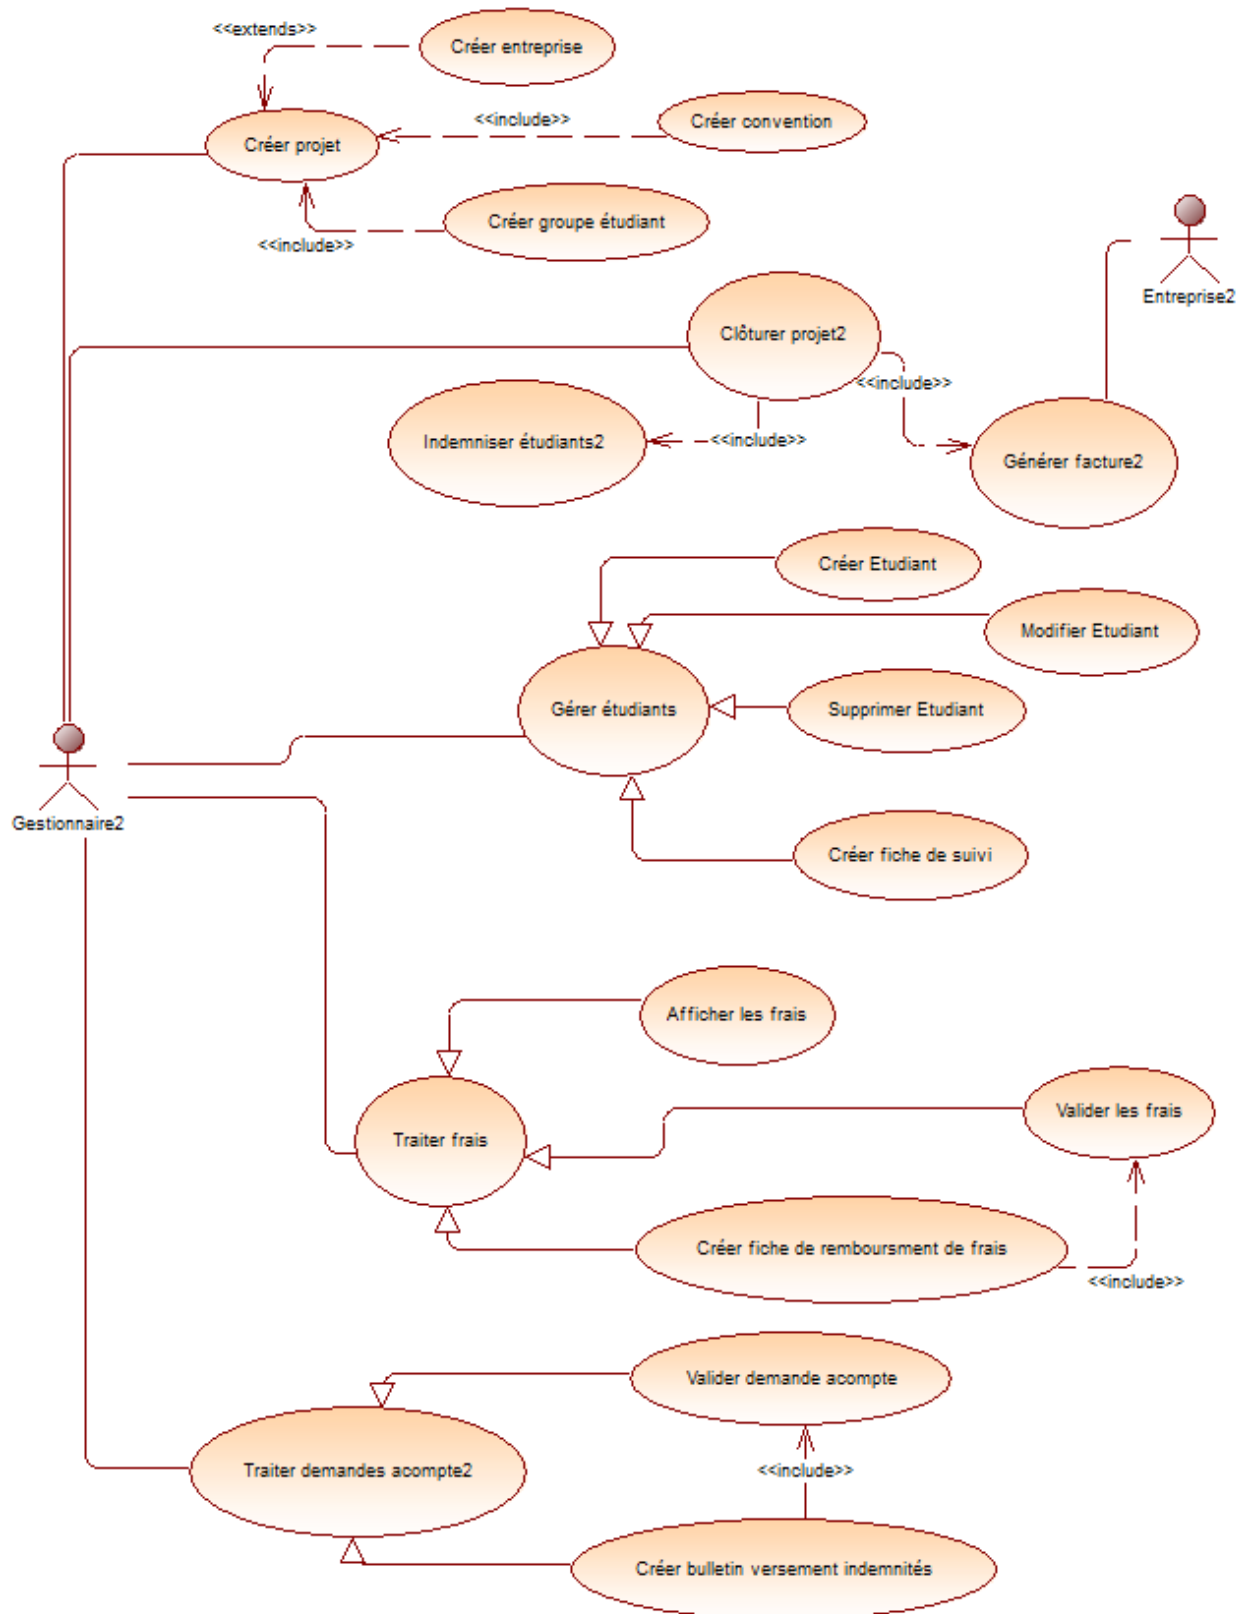 <<extends>>
Créer entreprise
<<include>>
Créer convention
Créer projet
Créer groupe étudiant
<<include>>
Entreprise2
Clôturer projet2
<<include>>
Indemniser étudiants2
<<include>>
Générer facture2
Créer Etudiant
Modifier Etudiant
Gérer étudiants
Supprimer Etudiant
Gestionnaire2
Créer fiche de suivi
Afficher les frais
Valider les frais
Traiter frais
Créer fiche de remboursment de frais
<<include>>
Valider demande acompte
Traiter demandes acompte2
<<include>>
Créer bulletin versement indemnités